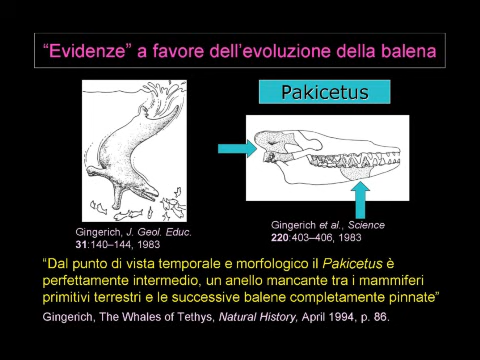 “Evidenze” a favore dell’evoluzione della balena
Pakicetus
Gingerich, J. Geol. Educ.
31:140–144, 1983
Gingerich et al., Science
220:403–406, 1983
“Dal punto di vista temporale e morfologico il Pakicetus è
perfettamente intermedio, un anello mancante tra i mammiferi
primitivi terrestri e le successive balene completamente pinnate”
Gingerich, The Whales of Tethys, Natural History, April 1994, p. 86.